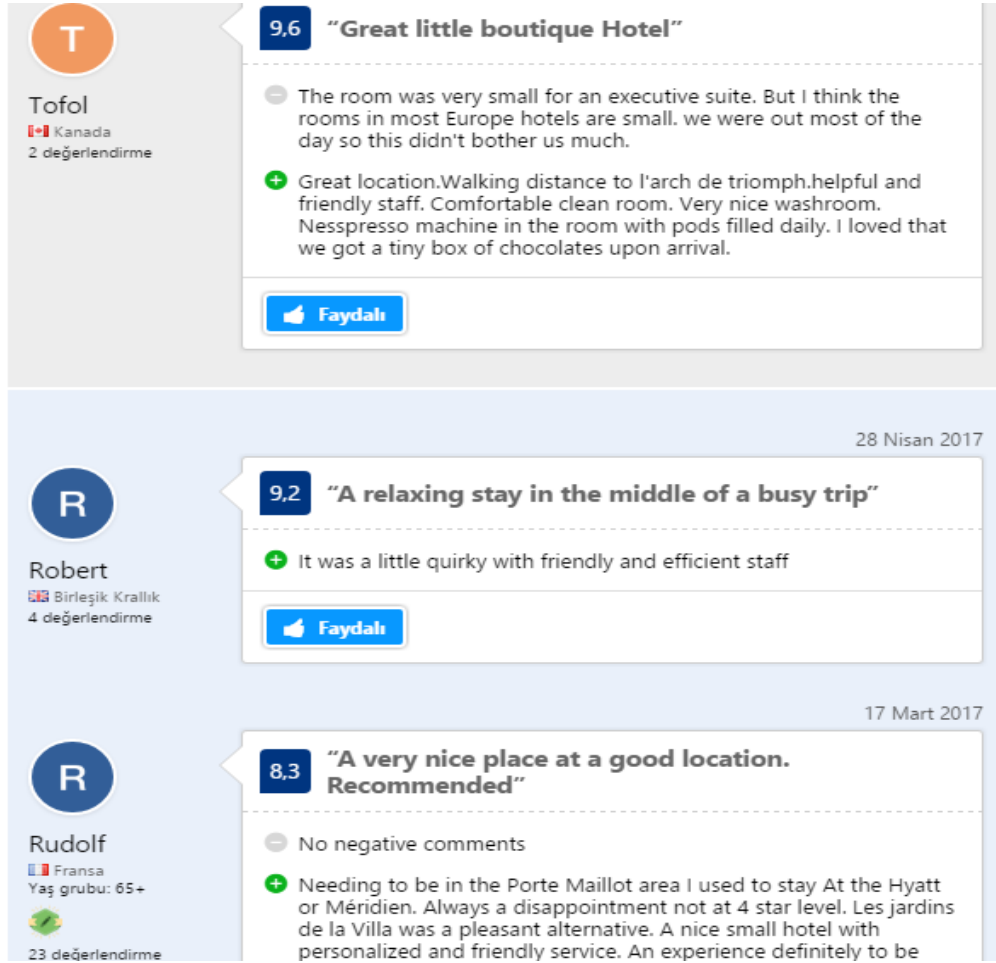 T
Tofol
Kanada
2 değerlendirme
9,6 “Great little boutique Hotel”
The room was very small for an executive suite. But I think the
rooms in most Europe hotels are small. we were out most of the
day so this didn't bother us much.
Great location.Walking distance to l'arch de triomph.helpful and
friendly staff. Comfortable clean room. Very nice washroom.
Nesspresso machine in the room with pods filled daily. I loved that
we got a tiny box of chocolates upon arrival.
Faydalı
28 Nisan 2017
R
Robert
Birleşik Krallık
4 değerlendirme
9,2 “A relaxing stay in the middle of a busy trip”
It was a little quirky with friendly and efficient staff
Faydalı
17 Mart 2017
R
Rudolf
Fransa
Yaş grubu: 65+
23 değerlendirme
8,3 “A very nice place at a good location.
Recommended”
No negative comments
Needing to be in the Porte Maillot area I used to stay At the Hyatt
or Méridien. Always a disappointment not at 4 star level. Les jardins
de la Villa was a pleasant alternative. A nice small hotel with
personalized and friendly service. An experience definitely to be